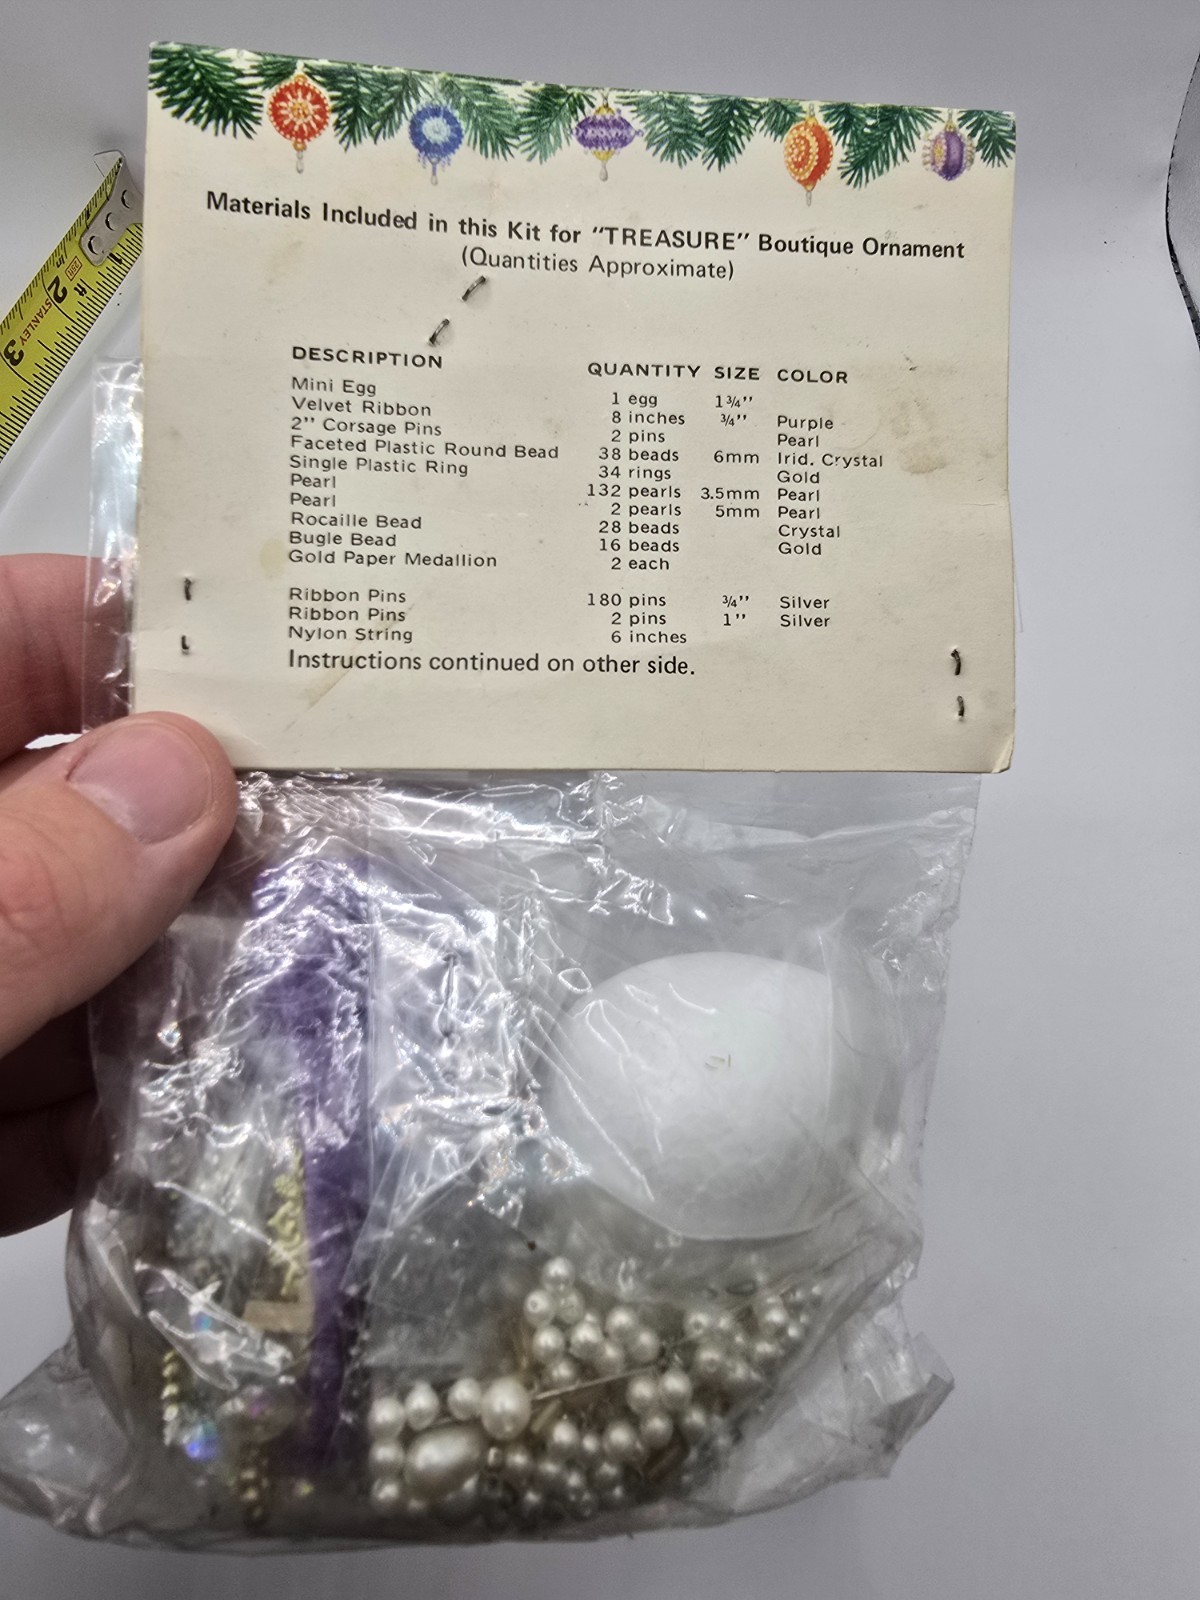 Materials Included in this Kit for "TREASURE" Boutique Ornament
(Quantities Approximate)
DESCRIPTION QUANTITY SIZE COLOR
Mini Egg 1 egg 1¾"
Velvet Ribbon 8 inches ¾" Purple
2" Corsage Pins 2 pins Pearl
Faceted Plastic Round Bead 38 beads 6mm Irid. Crystal
Single Plastic Ring 34 rings Gold
Pearl 132 pearls 3.5mm Pearl
Pearl 2 pearls 5mm Pearl
Rocaille Bead 28 beads Crystal
Bugle Bead 16 beads Gold
Gold Paper Medallion 2 each
Ribbon Pins 180 pins ¾" Silver
Ribbon Pins 2 pins 1" Silver
Nylon String 6 inches
Instructions continued on other side.
1
2
3
ft
STANLEY